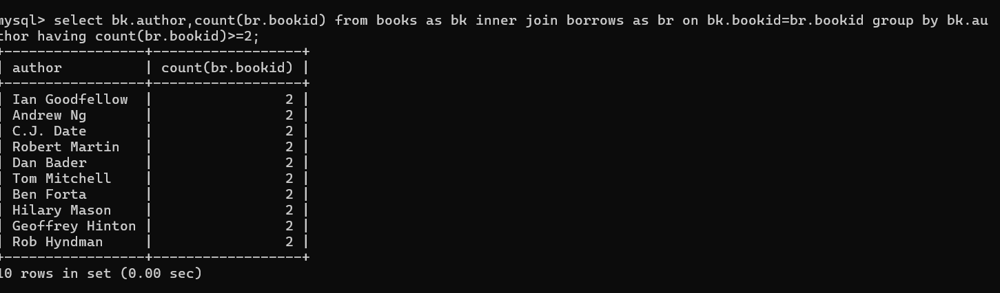 mysql> select bk.author,count(br.bookid) from books as bk inner join borrows as br on bk.bookid=br.bookid group by bk.au
thor having count(br.bookid)>=2;
+-----------------+------------------+
| author          | count(br.bookid) |
+-----------------+------------------+
| Ian Goodfellow  |                2 |
| Andrew Ng       |                2 |
| C.J. Date       |                2 |
| Robert Martin   |                2 |
| Dan Bader       |                2 |
| Tom Mitchell    |                2 |
| Ben Forta       |                2 |
| Hilary Mason    |                2 |
| Geoffrey Hinton |                2 |
| Rob Hyndman     |                2 |
+-----------------+------------------+
10 rows in set (0.00 sec)